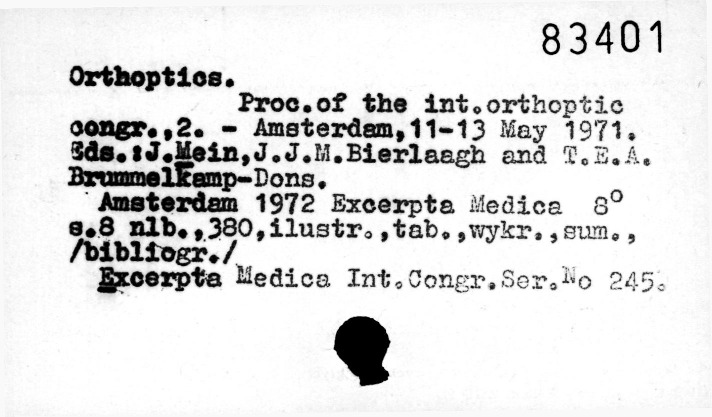 83401
Orthoptics.
Proc.of the int.orthoptic
congr.,2. - Amsterdam,11-13 May 1971.
Eds.:J.Mein,J.J.M.Bierlaagh and T.E.A.
Brummelkamp-Dons.
Amsterdam 1972 Excerpta Medica 8°
s.8 nlb.,380,ilustr.,tab.,wykr.,sum.,
/bibliogr./
Excerpta Medica Int.Congr.Ser.No 245.